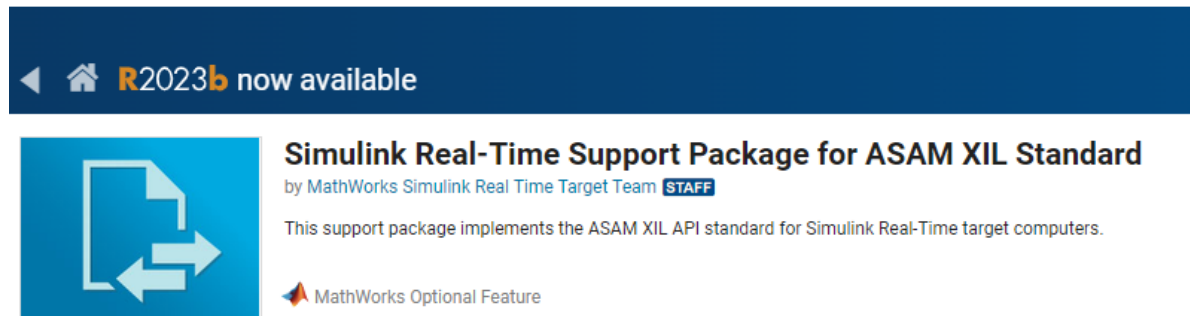 R2023b now available
Simulink Real-Time Support Package for ASAM XIL Standard
by MathWorks Simulink Real Time Target Team STAFF
This support package implements the ASAM XIL API standard for Simulink Real-Time target computers.
MathWorks Optional Feature